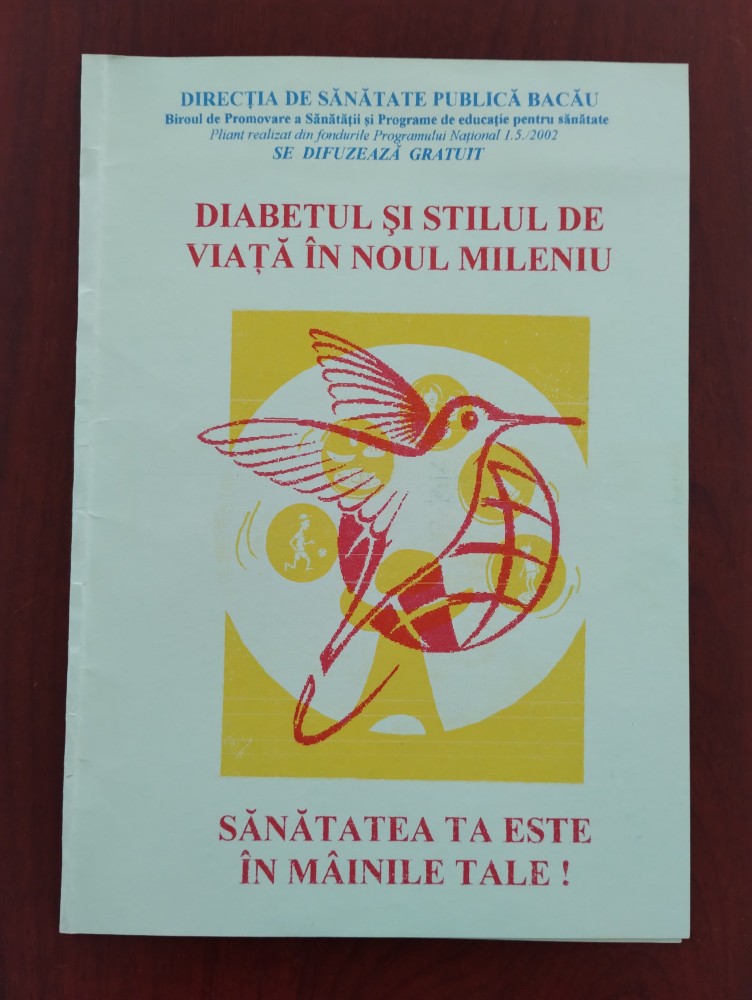 DIRECȚIA DE SĂNĂTATE PUBLICĂ BACĂU
Biroul de Promovare a Sănătății și Programe de educație pentru sănătate
Pliant realizat din fondurile Programului Național 1.5./2002
SE DIFUZEAZĂ GRATUIT
DIABETUL ȘI STILUL DE
VIAȚĂ ÎN NOUL MILENIU
SĂNĂTATEA TA ESTE
ÎN MÂINILE TALE !